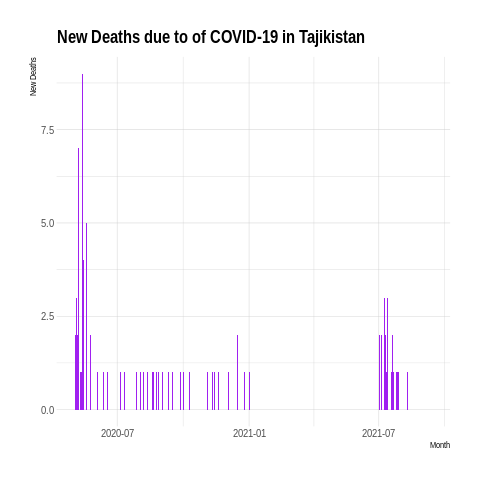 New Deaths due to of COVID-19 in Tajikistan
New Deaths
7.5
5.0
2.5
0.0
2020-07
2021-01
2021-07
Month